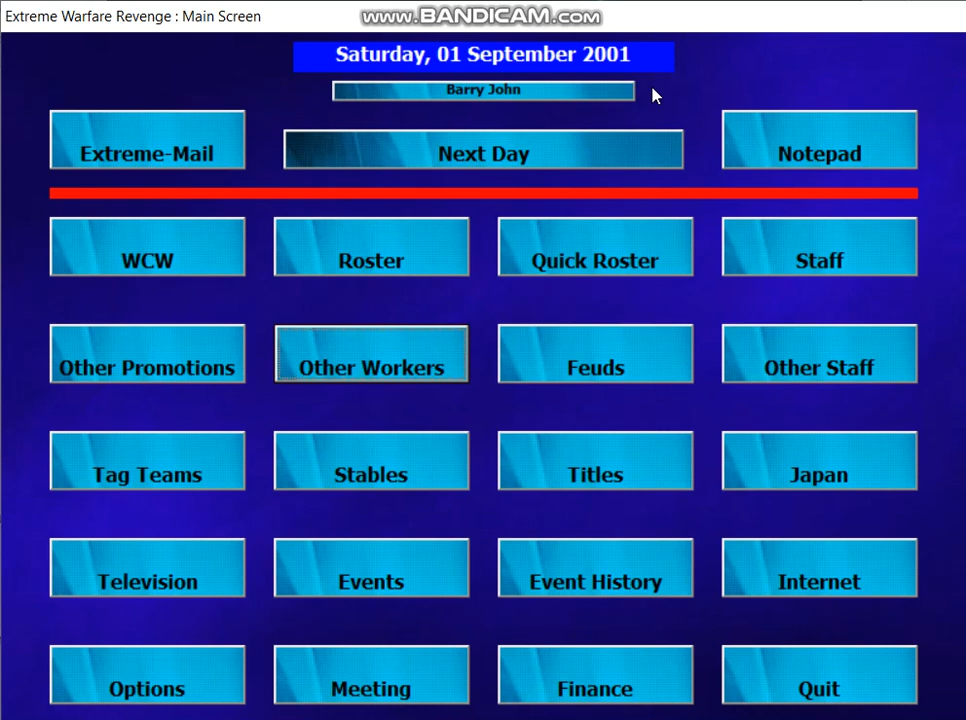 Extreme Warfare Revenge : Main Screen
www.BANDICAM.com
Saturday, 01 September 2001
Barry John
Extreme-Mail
Next Day
Notepad
WCW
Roster
Quick Roster
Staff
Other Promotions
Other Workers
Feuds
Other Staff
Tag Teams
Stables
Titles
Japan
Television
Events
Event History
Internet
Options
Meeting
Finance
Quit